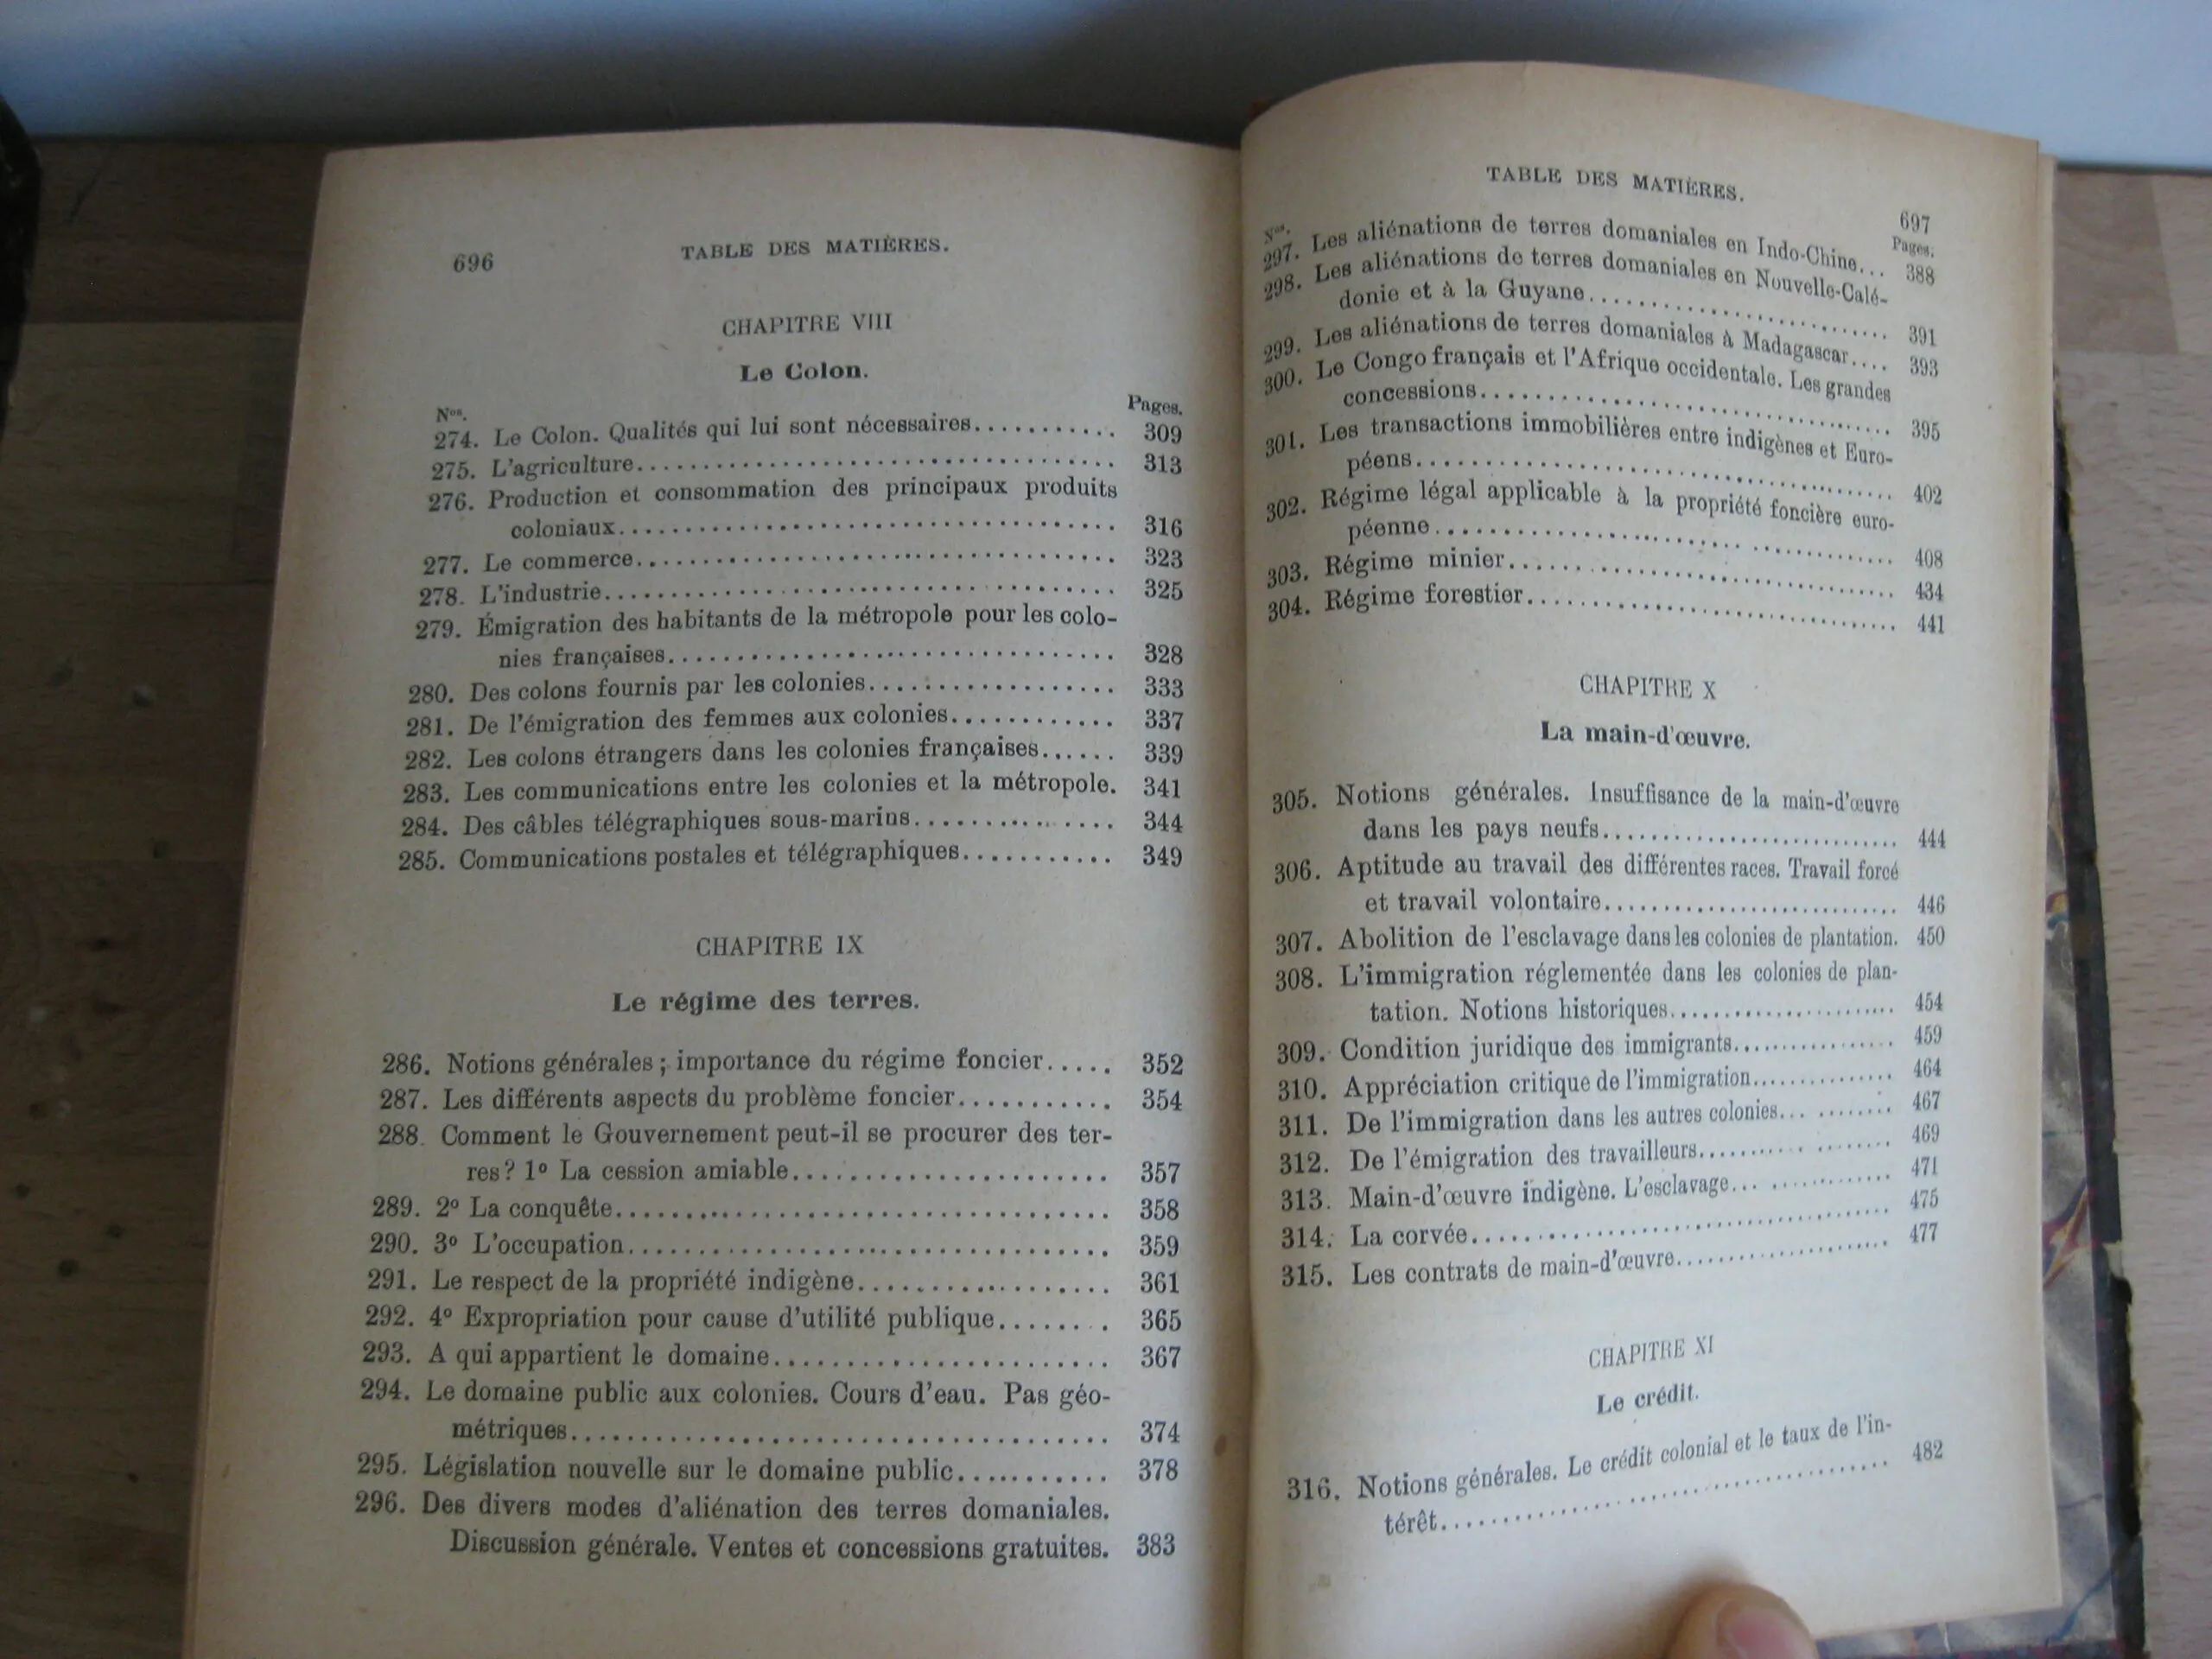 696
TABLE DES MATIÈRES.
CHAPITRE VIII
Le Colon.
Nos. Pages.
274. Le Colon. Qualités qui lui sont nécessaires........... 309
275. L'agriculture................................... 313
276. Production et consommation des principaux produits
coloniaux.................................... 316
277. Le commerce................................... 323
278. L'industrie..................................... 325
279. Émigration des habitants de la métropole pour les colo-
nies françaises................................. 328
280. Des colons fournis par les colonies.................. 333
281. De l'émigration des femmes aux colonies............ 337
282. Les colons étrangers dans les colonies françaises...... 339
283. Les communications entre les colonies et la métropole. 341
284. Des câbles télégraphiques sous-marins.............. 344
285. Communications postales et télégraphiques........... 349
CHAPITRE IX
Le régime des terres.
286. Notions générales ; importance du régime foncier..... 352
287. Les différents aspects du problème foncier........... 354
288. Comment le Gouvernement peut-il se procurer des ter-
res? 1º La cession amiable...................... 357
289. 2º La conquête.................................. 358
290. 3º L'occupation................................. 359
291. Le respect de la propriété indigène.................. 361
292. 4º Expropriation pour cause d'utilité publique........ 365
293. A qui appartient le domaine........................ 367
294. Le domaine public aux colonies. Cours d'eau. Pas géo-
métriques..................................... 374
295. Législation nouvelle sur le domaine public........... 378
296. Des divers modes d'aliénation des terres domaniales.
Discussion générale. Ventes et concessions gratuites. 383
TABLE DES MATIÈRES.
697
Nos. Pages.
297. Les aliénations de terres domaniales en Indo-Chine... 388
298. Les aliénations de terres domaniales en Nouvelle-Calé-
donie et à la Guyane........................... 391
299. Les aliénations de terres domaniales à Madagascar.... 393
300. Le Congo français et l'Afrique occidentale. Les grandes
concessions................................... 395
301. Les transactions immobilières entre indigènes et Euro-
péens........................................ 402
302. Régime légal applicable à la propriété foncière euro-
péenne....................................... 408
303. Régime minier.................................. 434
304. Régime forestier................................. 441
CHAPITRE X
La main-d'œuvre.
305. Notions générales. Insuffisance de la main-d'œuvre
dans les pays neufs............................ 444
306. Aptitude au travail des différentes races. Travail forcé
et travail volontaire............................ 446
307. Abolition de l'esclavage dans les colonies de plantation. 450
308. L'immigration réglementée dans les colonies de plan-
tation. Notions historiques....................... 454
309. Condition juridique des immigrants................. 459
310. Appréciation critique de l'immigration............... 464
311. De l'immigration dans les autres colonies........... 467
312. De l'émigration des travailleurs.................... 469
313. Main-d'œuvre indigène. L'esclavage............... 471
314. La corvée...................................... 475
315. Les contrats de main-d'œuvre..................... 477
CHAPITRE XI
Le crédit.
316. Notions générales. Le crédit colonial et le taux de l'in-
térêt......................................... 482